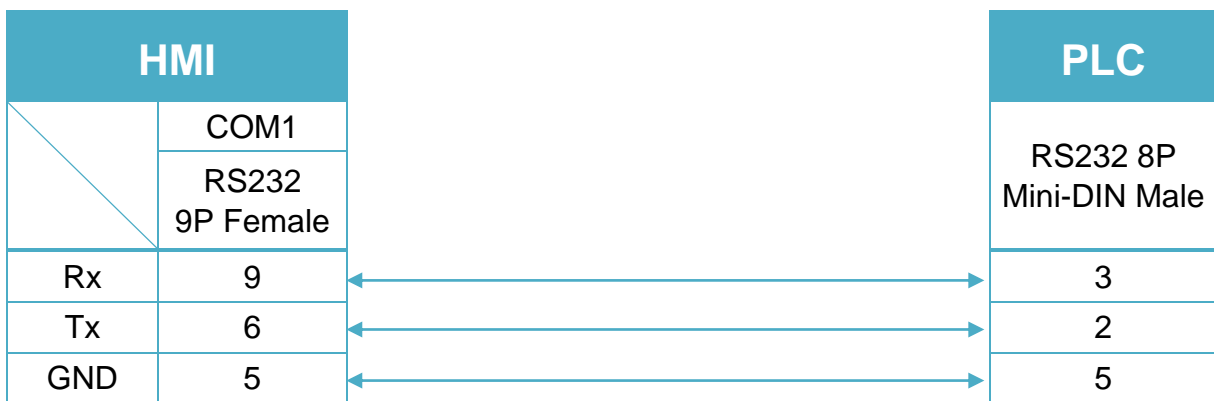 HMI
PLC
COM1
RS232
9P Female
RS232 8P
Mini-DIN Male
Rx 9 3
Tx 6 2
GND 5 5